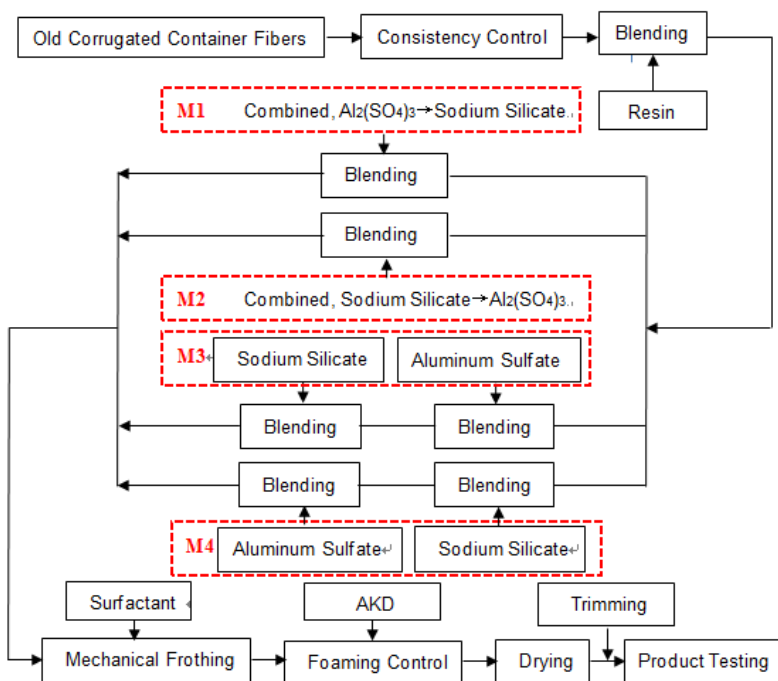 Old Corrugated Container Fibers
Consistency Control
Blending
Resin
M1 Combined, Al2(SO4)3→Sodium Silicate
Blending
Blending
M2 Combined, Sodium Silicate→Al2(SO4)3
M3 Sodium Silicate Aluminum Sulfate
Blending Blending
Blending Blending
M4 Aluminum Sulfate Sodium Silicate
Surfactant AKD Trimming
Mechanical Frothing Foaming Control Drying Product Testing